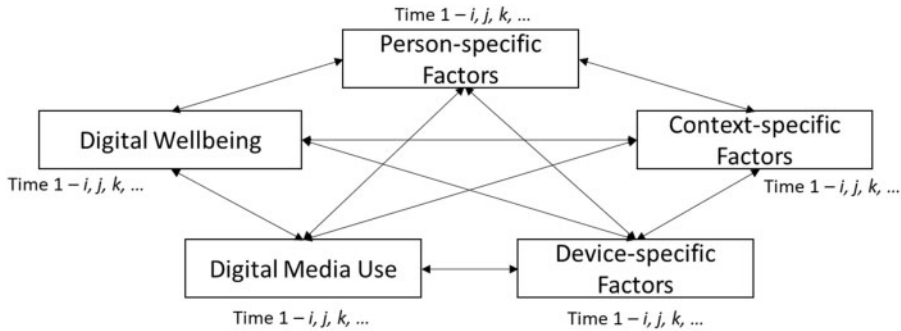 Time 1 – i, j, k, ...
Person-specific
Factors
Digital Wellbeing
Context-specific
Factors
Time 1 – i, j, k, ...
Time 1 – i, j, k, ...
Digital Media Use
Device-specific
Factors
Time 1 – i, j, k, ...
Time 1 – i, j, k, ...